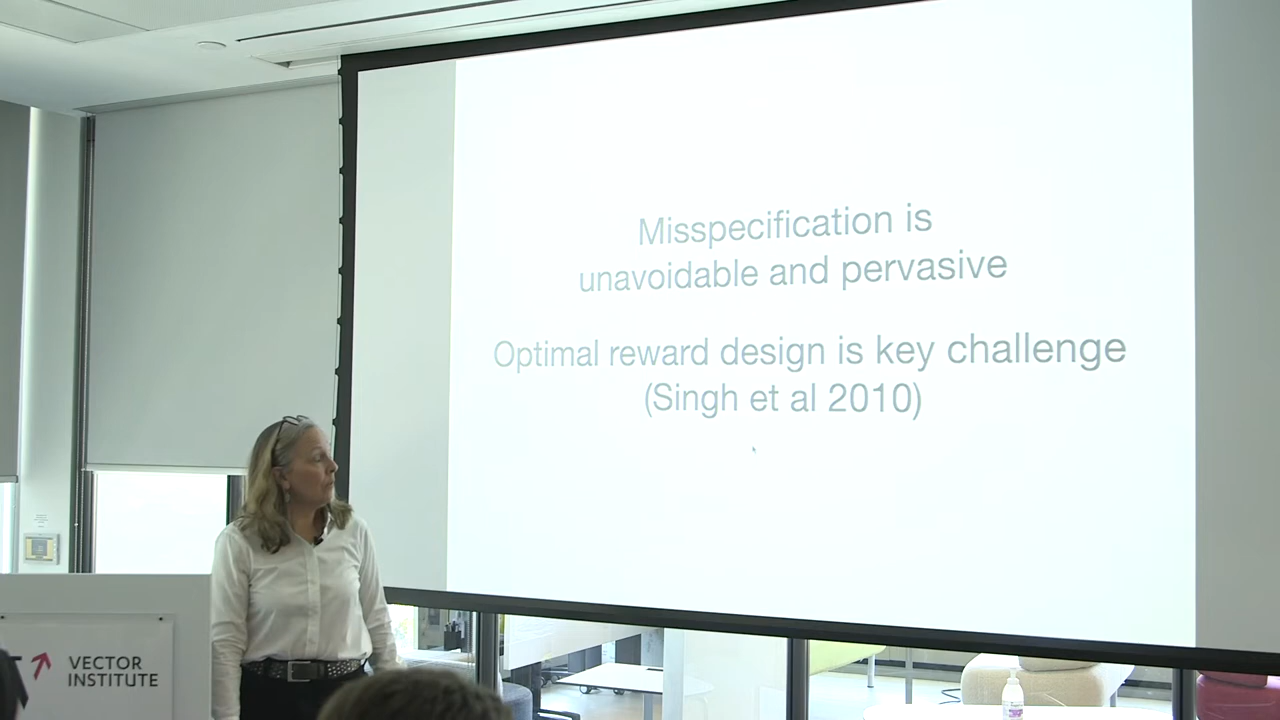 Misspecification is
unavoidable and pervasive
Optimal reward design is key challenge
(Singh et al 2010)
VECTOR
INSTITUTE